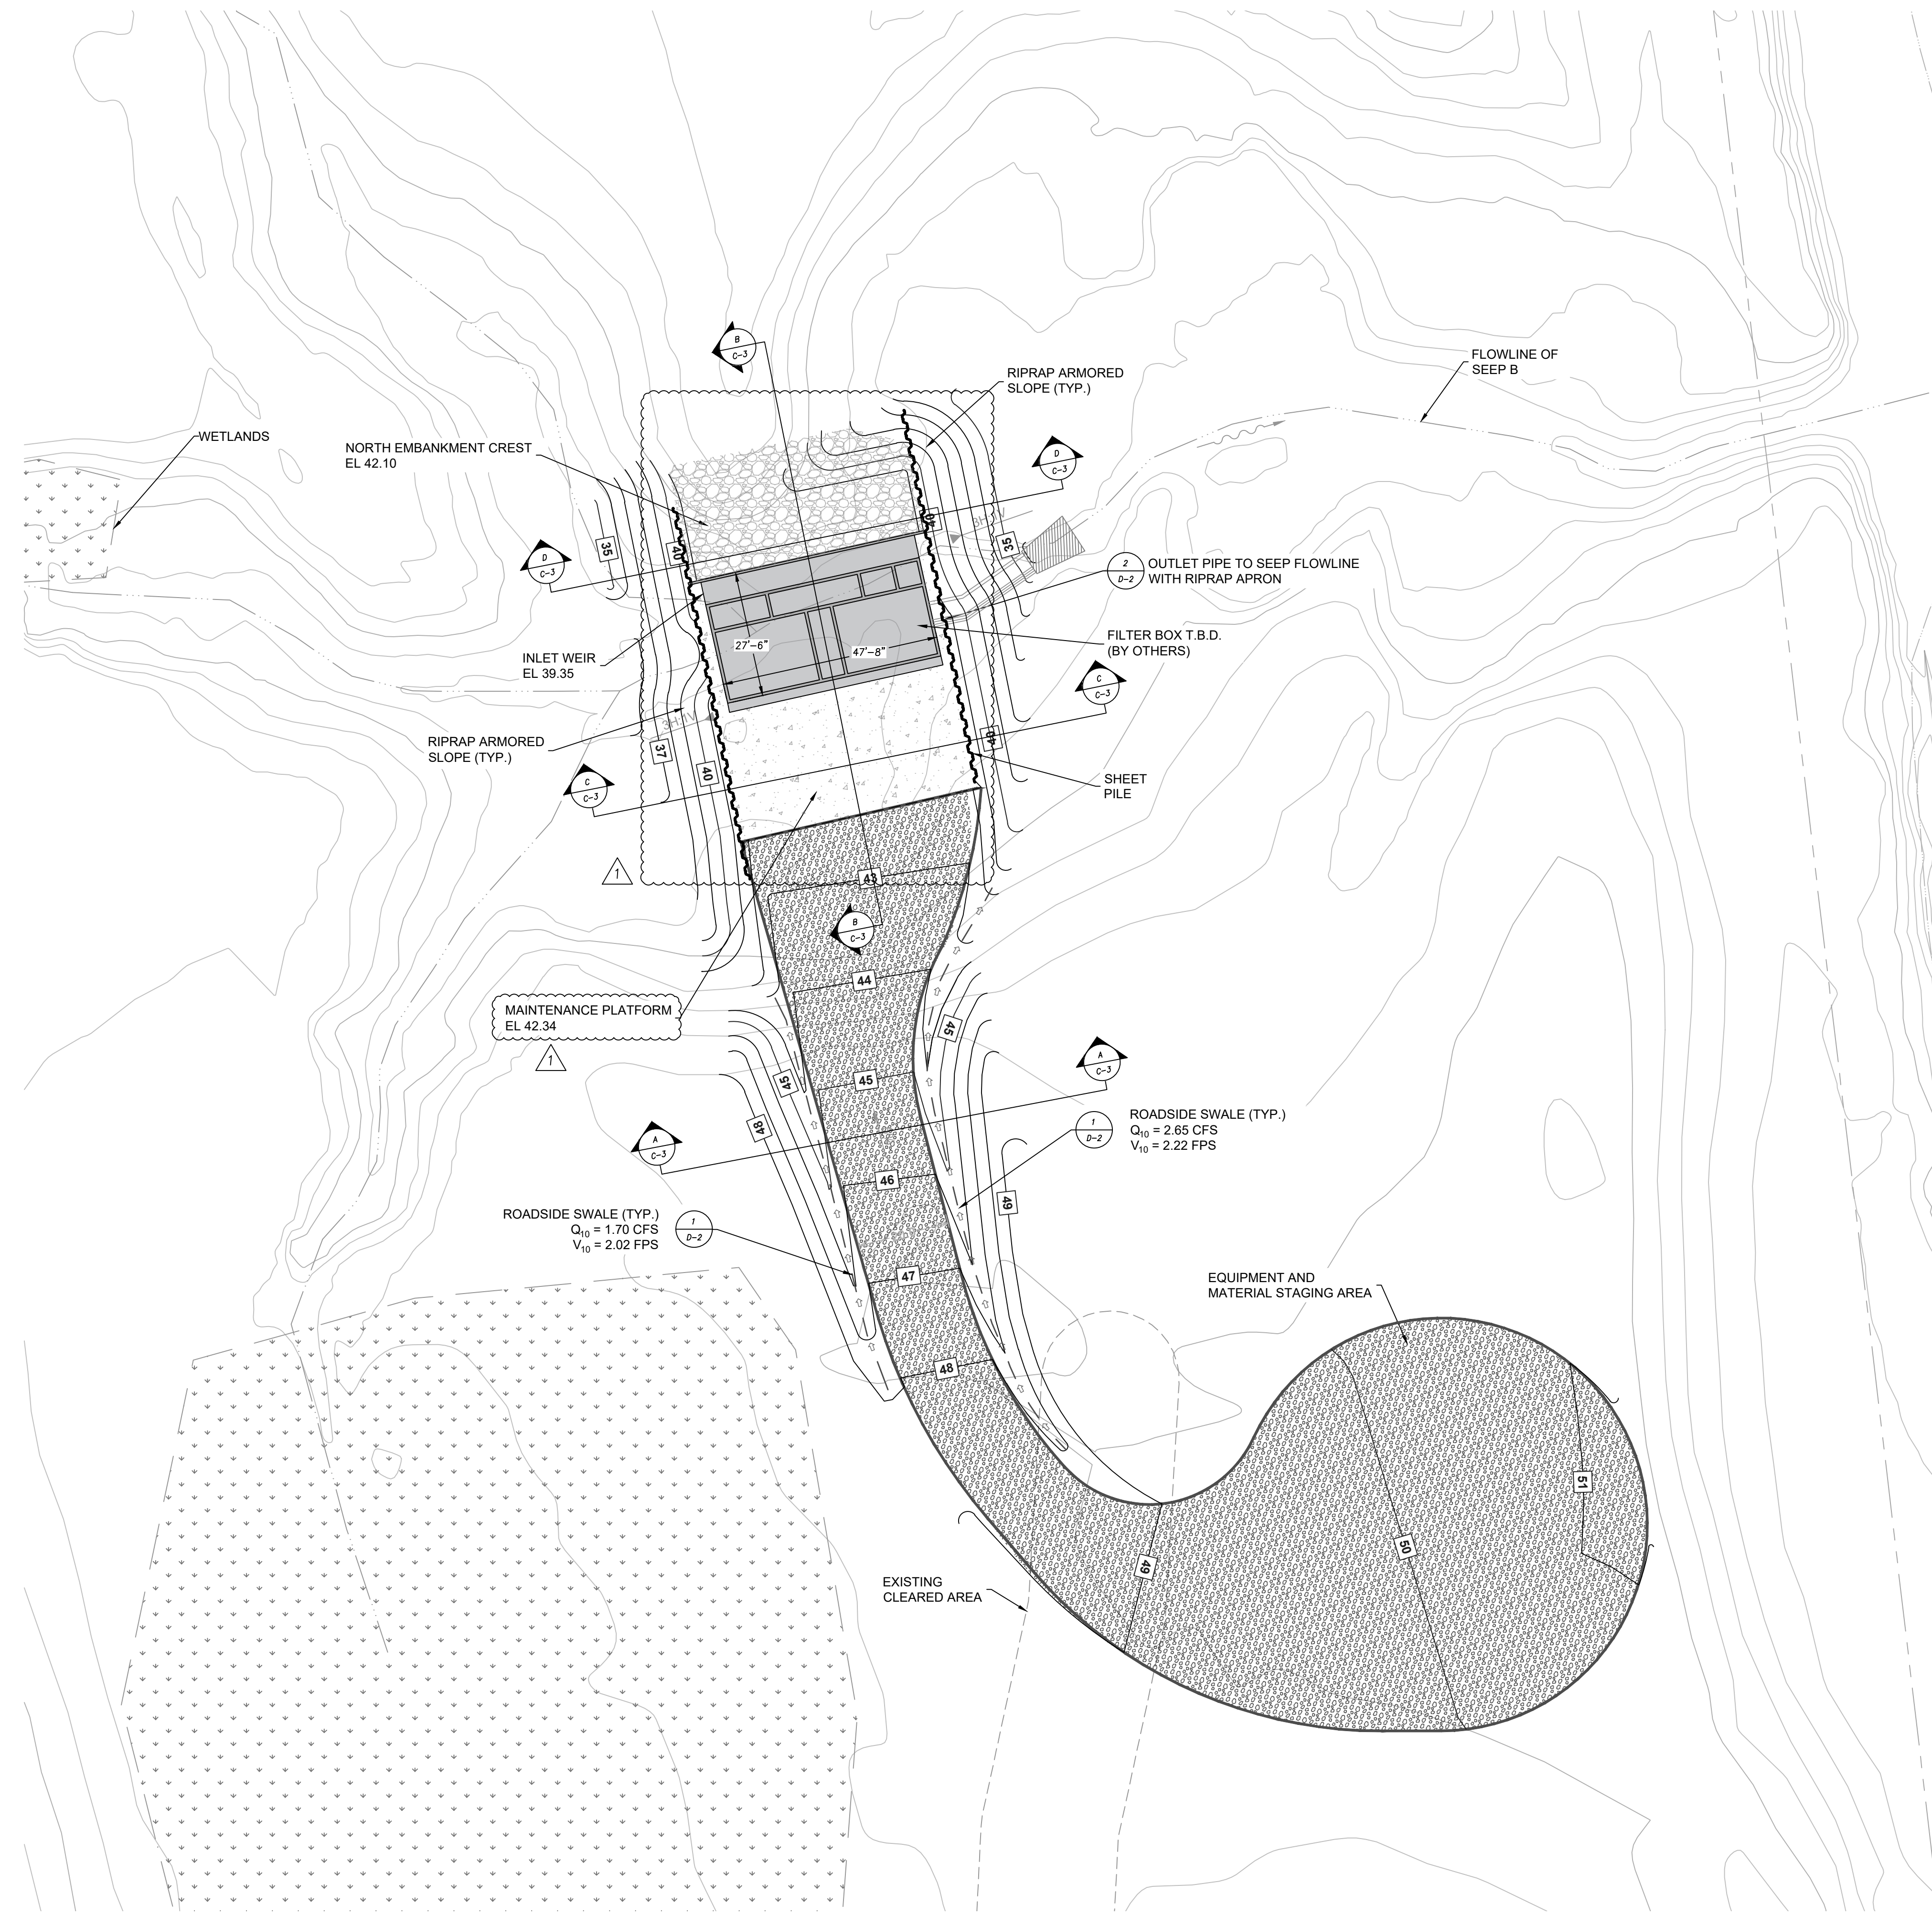 B
C-3
FLOWLINE OF
SEEP B
RIPRAP ARMORED
SLOPE (TYP.)
WETLANDS
NORTH EMBANKMENT CREST
EL 42.10
D
C-3
40
3H:1V
35
35
40
D
C-3
2
D-2
OUTLET PIPE TO SEEP FLOWLINE
WITH RIPRAP APRON
FILTER BOX T.B.D.
(BY OTHERS)
27'-6"
47'-8"
INLET WEIR
EL 39.35
C
C-3
3H:1V
RIPRAP ARMORED
SLOPE (TYP.)
37
40
40
SHEET
PILE
C
C-3
1
43
B
C-3
44
MAINTENANCE PLATFORM
EL 42.34
1
45
45
45
A
C-3
48
ROADSIDE SWALE (TYP.)
Q10 = 2.65 CFS
V10 = 2.22 FPS
1
D-2
A
C-3
46
49
ROADSIDE SWALE (TYP.)
Q10 = 1.70 CFS
V10 = 2.02 FPS
1
D-2
47
EQUIPMENT AND
MATERIAL STAGING AREA
48
51
50
49
EXISTING
CLEARED AREA